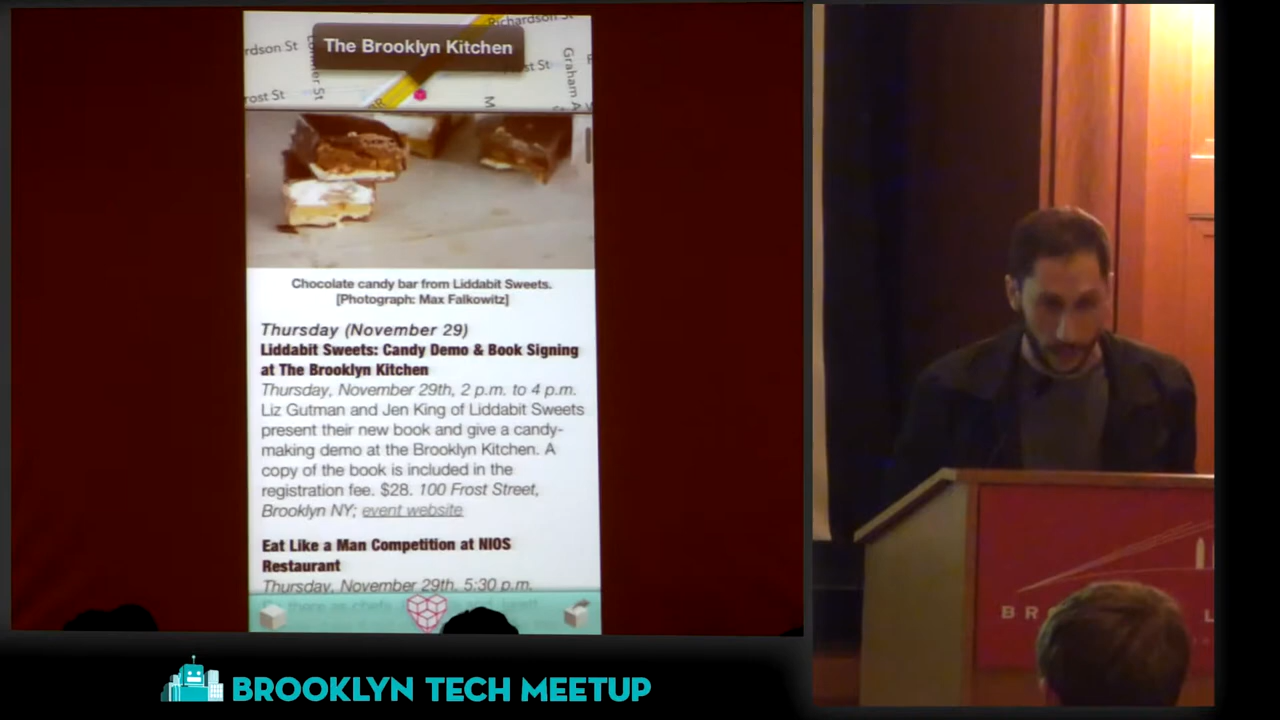 Richardson St
rdson St
The Brooklyn Kitchen
Graham A
ost St
rost St
M
Chocolate candy bar from Liddabit Sweets.
[Photograph: Max Falkowitz]
Thursday (November 29)
Liddabit Sweets: Candy Demo & Book Signing
at The Brooklyn Kitchen
Thursday, November 29th, 2 p.m. to 4 p.m.
Liz Gutman and Jen King of Liddabit Sweets
present their new book and give a candy-
making demo at the Brooklyn Kitchen. A
copy of the book is included in the
registration fee. $28. 100 Frost Street,
Brooklyn NY; event website
Eat Like a Man Competition at NIOS
Restaurant
Thursday, November 29th, 5:30 p.m.
BR
BROOKLYN TECH MEETUP